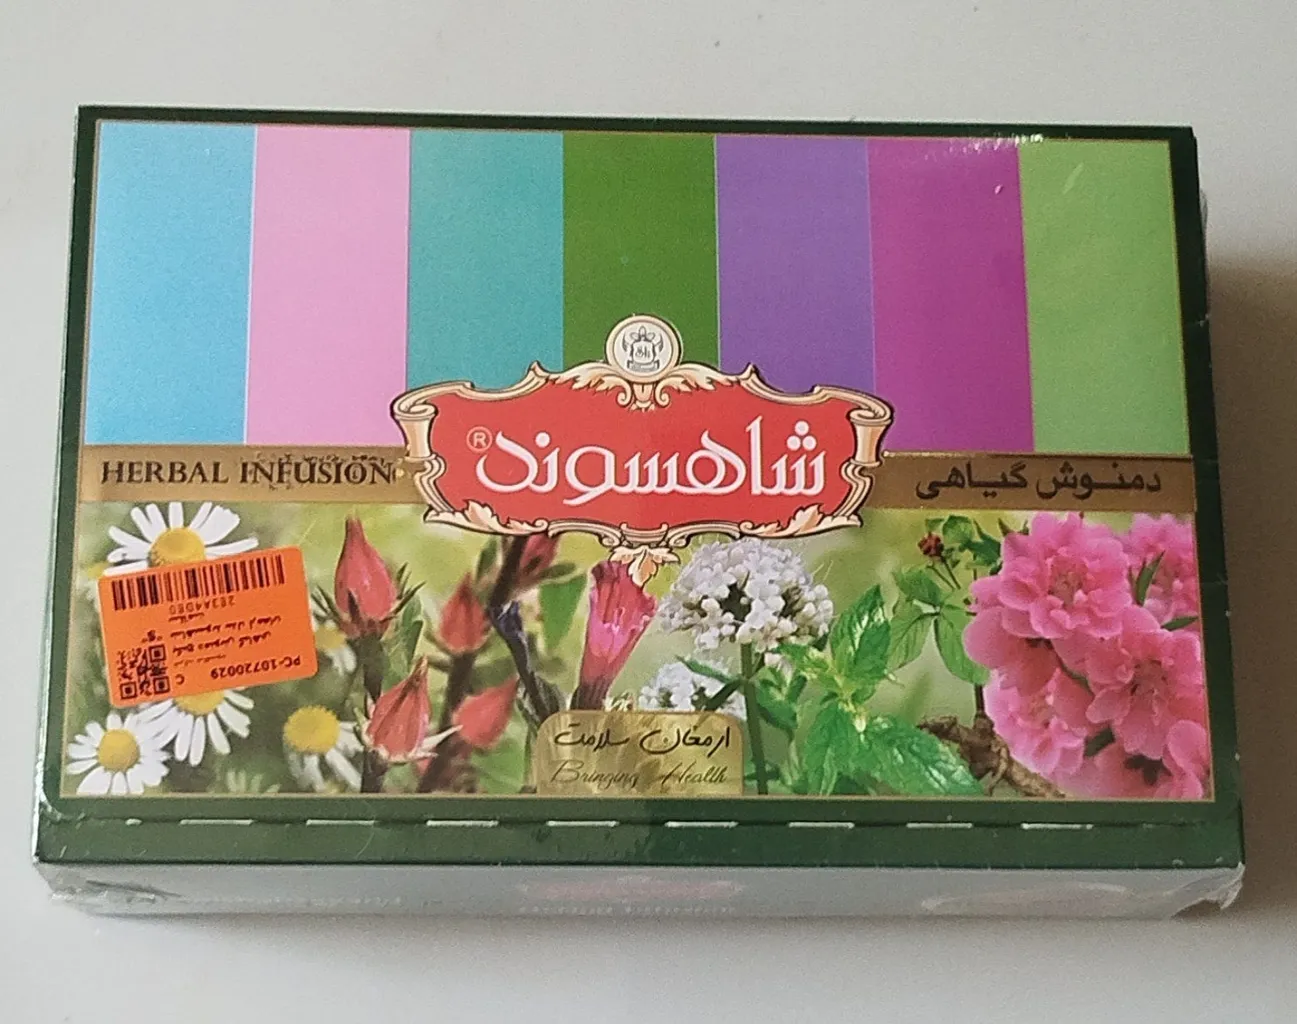 HERBAL INFUSION
شاهسوند®
دمنوش گیاهی
ارمغان سلامت
Bringing Health
PC-10720029
C